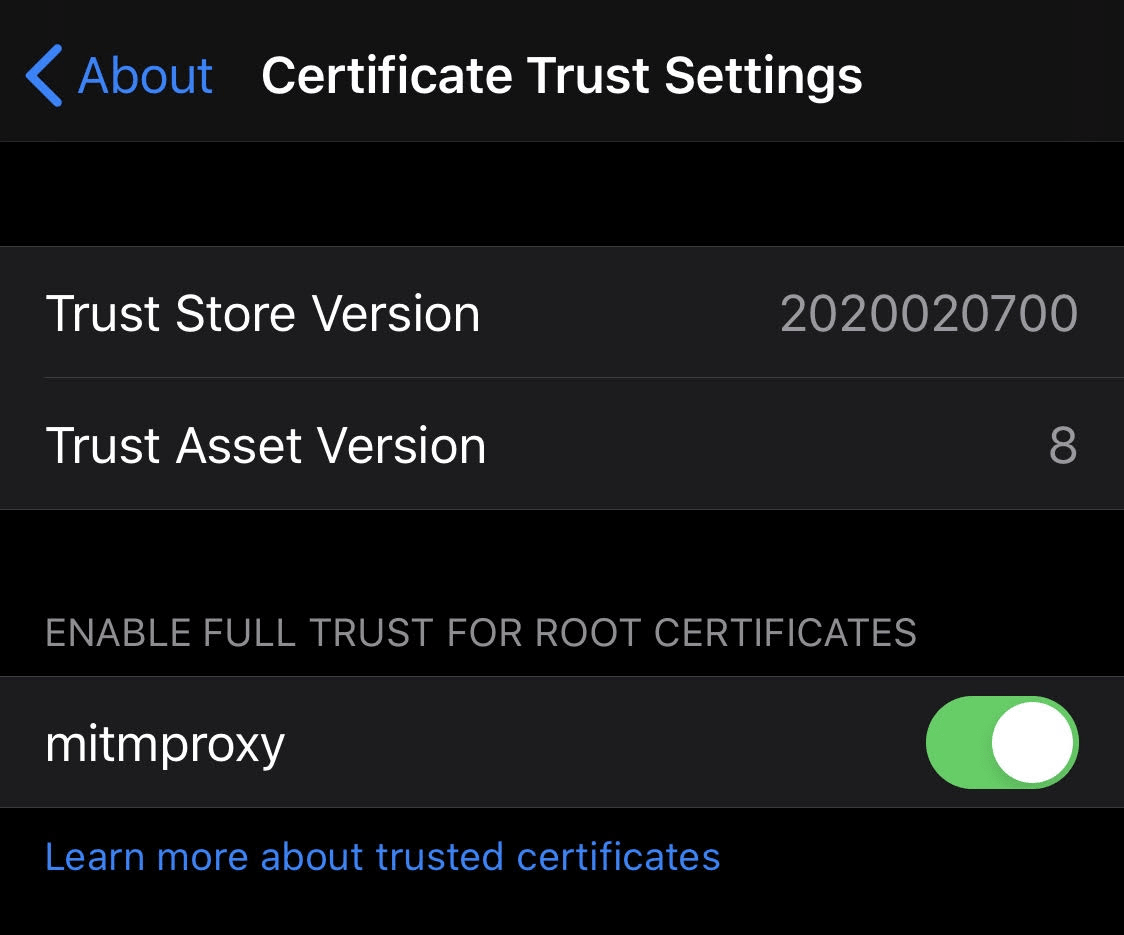 About Certificate Trust Settings
Trust Store Version 2020020700
Trust Asset Version 8
ENABLE FULL TRUST FOR ROOT CERTIFICATES
mitmproxy
Learn more about trusted certificates